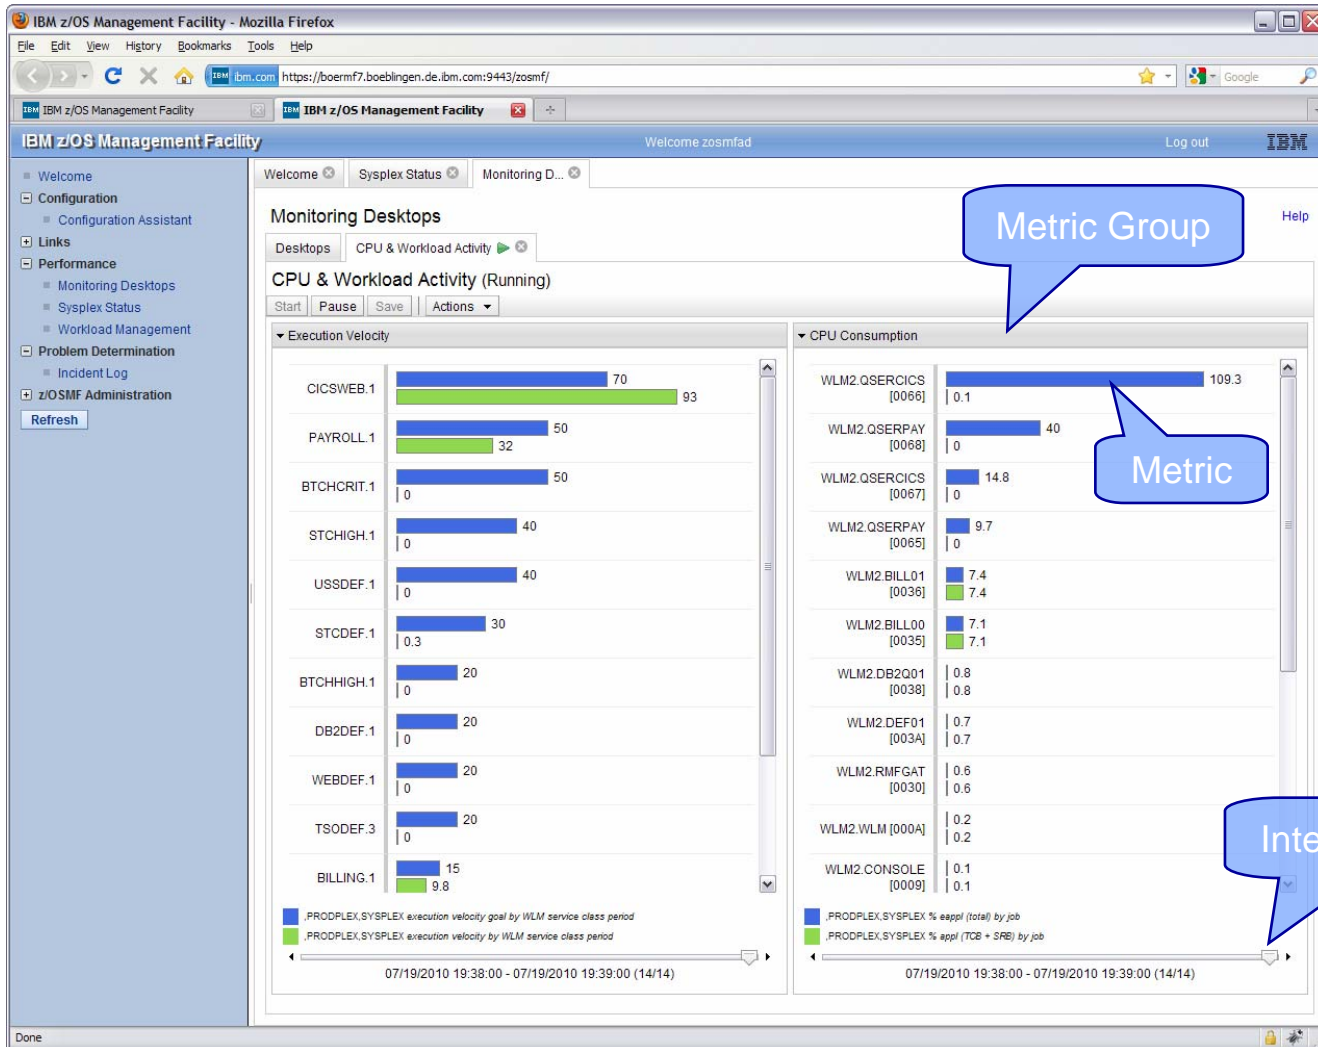 IBM z/OS Management Facility - Mozilla Firefox
File Edit View History Bookmarks Tools Help
IBM ibm.com https://boermf7.boeblingen.de.ibm.com:9443/zosmf/
Google
IBM IBM z/OS Management Facility
IBM IBM z/OS Management Facility
IBM z/OS Management Facility
Welcome zosmfad
Log out
IBM
Welcome
Configuration
Configuration Assistant
Links
Performance
Monitoring Desktops
Sysplex Status
Workload Management
Problem Determination
Incident Log
z/OSMF Administration
Refresh
Welcome
Sysplex Status
Monitoring D...
Monitoring Desktops
Help
Desktops
CPU & Workload Activity
CPU & Workload Activity (Running)
Start Pause Save Actions
Metric Group
Execution Velocity
CICSWEB.1
70
93
PAYROLL.1
50
32
BTCHCRIT.1
50
0
STCHIGH.1
40
0
USSDEF.1
40
0
STCDEF.1
30
0.3
BTCHHIGH.1
20
0
DB2DEF.1
20
0
WEBDEF.1
20
0
TSODEF.3
20
0
BILLING.1
15
9.8
,PRODPLEX,SYSPLEX execution velocity goal by WLM service class period
,PRODPLEX,SYSPLEX execution velocity by WLM service class period
07/19/2010 19:38:00 - 07/19/2010 19:39:00 (14/14)
CPU Consumption
WLM2.QSERCICS
[0066]
109.3
0.1
WLM2.QSERPAY
[0068]
40
0
Metric
WLM2.QSERCICS
[0067]
14.8
0
WLM2.QSERPAY
[0065]
9.7
0
WLM2.BILL01
[0036]
7.4
7.4
WLM2.BILL00
[0035]
7.1
7.1
WLM2.DB2Q01
[0038]
0.8
0.8
WLM2.DEF01
[003A]
0.7
0.7
WLM2.RMFGAT
[0030]
0.6
0.6
WLM2.WLM [000A]
0.2
0.2
WLM2.CONSOLE
[0009]
0.1
0.1
Inte
,PRODPLEX,SYSPLEX % eappl (total) by job
,PRODPLEX,SYSPLEX % appl (TCB + SRB) by job
07/19/2010 19:38:00 - 07/19/2010 19:39:00 (14/14)
Done